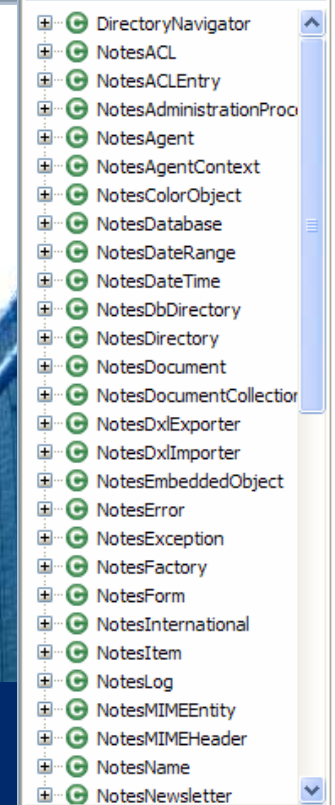 DirectoryNavigator
NotesACL
NotesACLEntry
NotesAdministrationProc
NotesAgent
NotesAgentContext
NotesColorObject
NotesDatabase
NotesDateRange
NotesDateTime
NotesDbDirectory
NotesDirectory
NotesDocument
NotesDocumentCollection
NotesDxlExporter
NotesDxlImporter
NotesEmbeddedObject
NotesError
NotesException
NotesFactory
NotesForm
NotesInternational
NotesItem
NotesLog
NotesMIMEEntity
NotesMIMEHeader
NotesName
NotesNewsletter